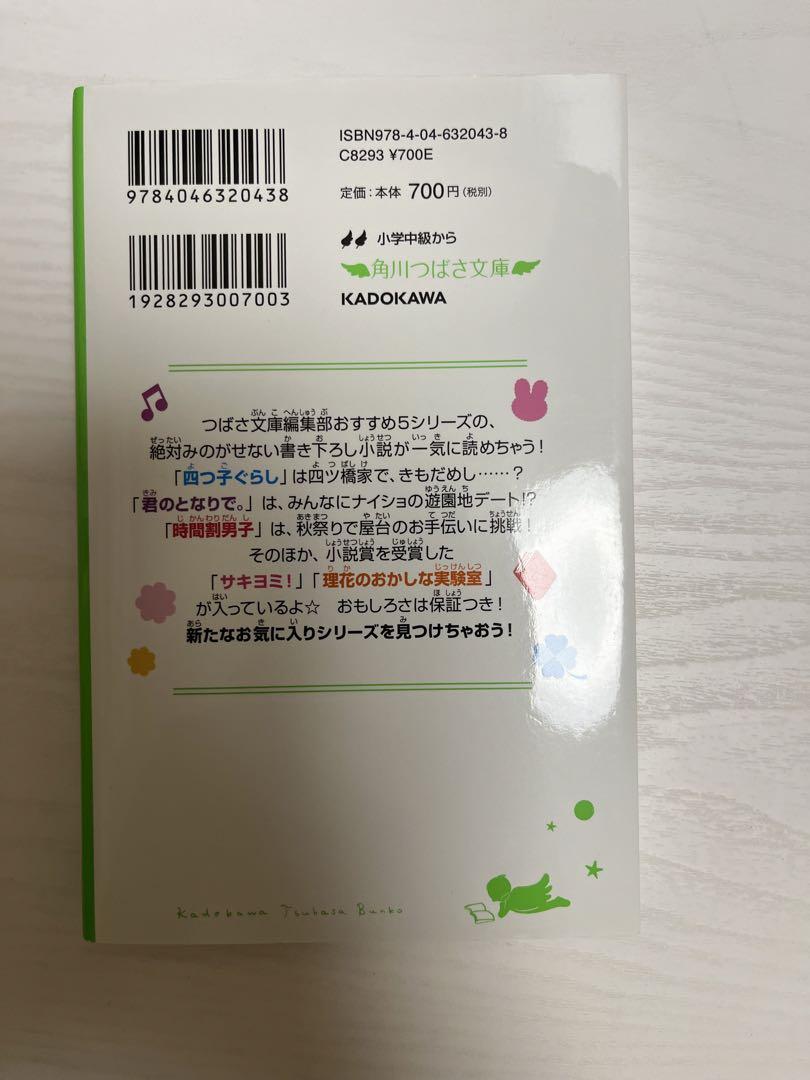 ISBN978-4-04-632043-8
C8293 ¥700E
定価:本体 700円(税別)
9784046320438
小学中級から
角川つばさ文庫
KADOKAWA
1928293007003
つばさ文庫編集部おすすめ5シリーズの、
絶対みのがせない書き下ろし小説が一気に読めちゃう!
「四つ子ぐらし」は四ツ橋家で、きもだめし……?
「君のとなりで。」は、みんなにナイショの遊園地デート!?
「時間割男子」は、秋祭りで屋台のお手伝いに挑戦!
そのほか、小説賞を受賞した
「サキヨミ!」「理花のおかしな実験室」
が入っているよ☆ おもしろさは保証つき!
新たなお気に入りシリーズを見つけちゃおう!
Kadokawa Tsubasa Bunko